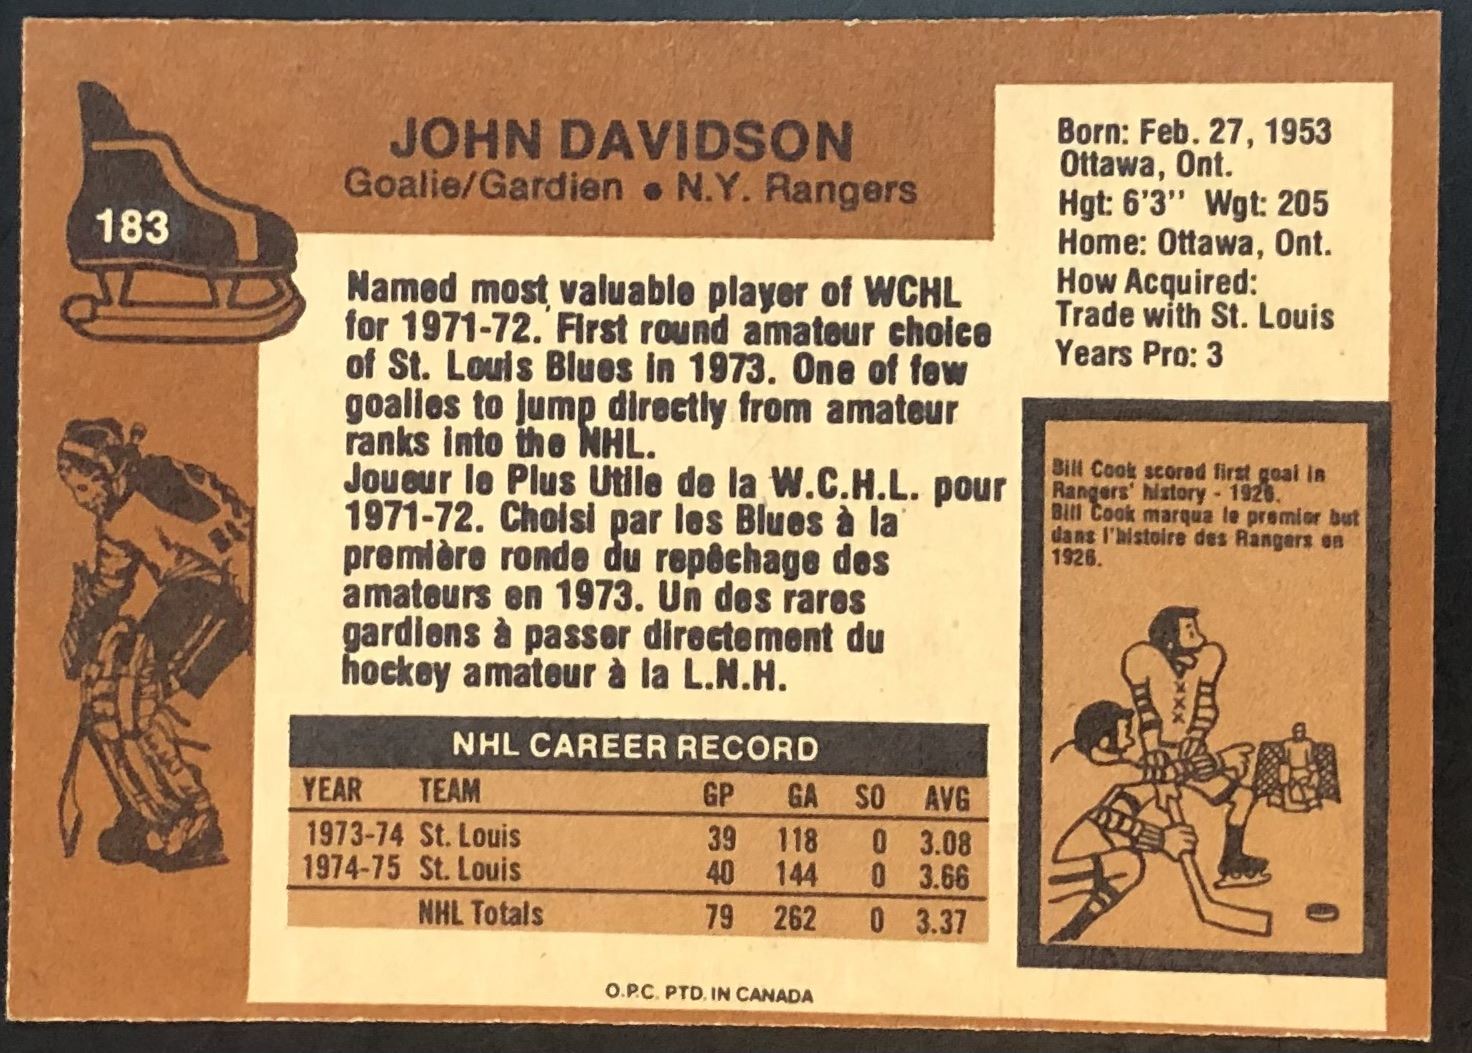 JOHN DAVIDSON
Goalie/Gardien • N.Y. Rangers
183
Born: Feb. 27, 1953
Ottawa, Ont.
Hgt: 6'3" Wgt: 205
Home: Ottawa, Ont.
How Acquired:
Trade with St. Louis
Years Pro: 3
Named most valuable player of WCHL
for 1971-72. First round amateur choice
of St. Louis Blues in 1973. One of few
goalies to jump directly from amateur
ranks into the NHL.
Joueur le Plus Utile de la W.C.H.L. pour
1971-72. Choisi par les Blues à la
première ronde du repêchage des
amateurs en 1973. Un des rares
gardiens à passer directement du
hockey amateur à la L.N.H.
Bill Cook scored first goal in
Rangers' history - 1926.
Bill Cook marqua le premier but
dans l'histoire des Rangers en
1926.
NHL CAREER RECORD
YEAR TEAM GP GA SO AVG
1973-74 St. Louis 39 118 0 3.08
1974-75 St. Louis 40 144 0 3.66
NHL Totals 79 262 0 3.37
O.P.C. PTD. IN CANADA